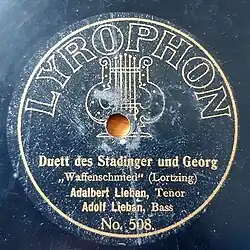 LYROPHON
Duett des Stadinger und Georg
„Waffenschmied" (Lortzing)
Adalbert Lieban, Tenor
Adolf Lieban, Bass
No. 508.